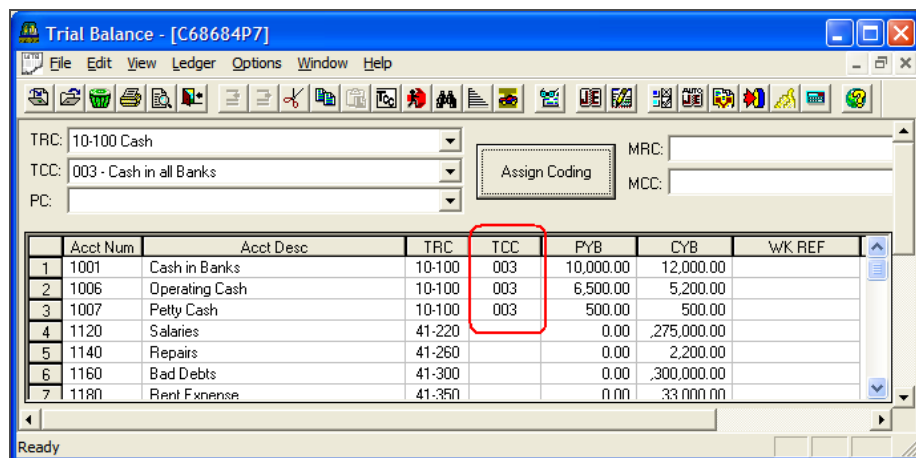 Trial Balance - [C68684P7]
File Edit View Ledger Options Window Help
TRC: 10-100 Cash
MRC:
TCC: 003 - Cash in all Banks
Assign Coding
MCC:
PC:
Acct Num Acct Desc TRC TCC PYB CYB WK REF
1 1001 Cash in Banks 10-100 003 10,000.00 12,000.00
2 1006 Operating Cash 10-100 003 6,500.00 5,200.00
3 1007 Petty Cash 10-100 003 500.00 500.00
4 1120 Salaries 41-220 0.00 ,275,000.00
5 1140 Repairs 41-260 0.00 2,200.00
6 1160 Bad Debts 41-300 0.00 ,300,000.00
7 1180 Rent Expense 41-350 0.00 33,000.00
Ready